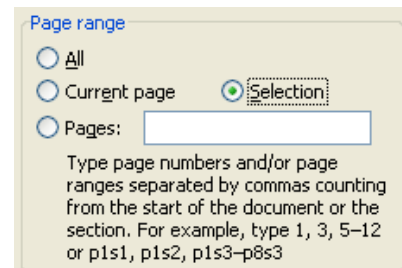 Page range
All
Current page Selection
Pages:
Type page numbers and/or page
ranges separated by commas counting
from the start of the document or the
section. For example, type 1, 3, 5–12
or p1s1, p1s2, p1s3–p8s3